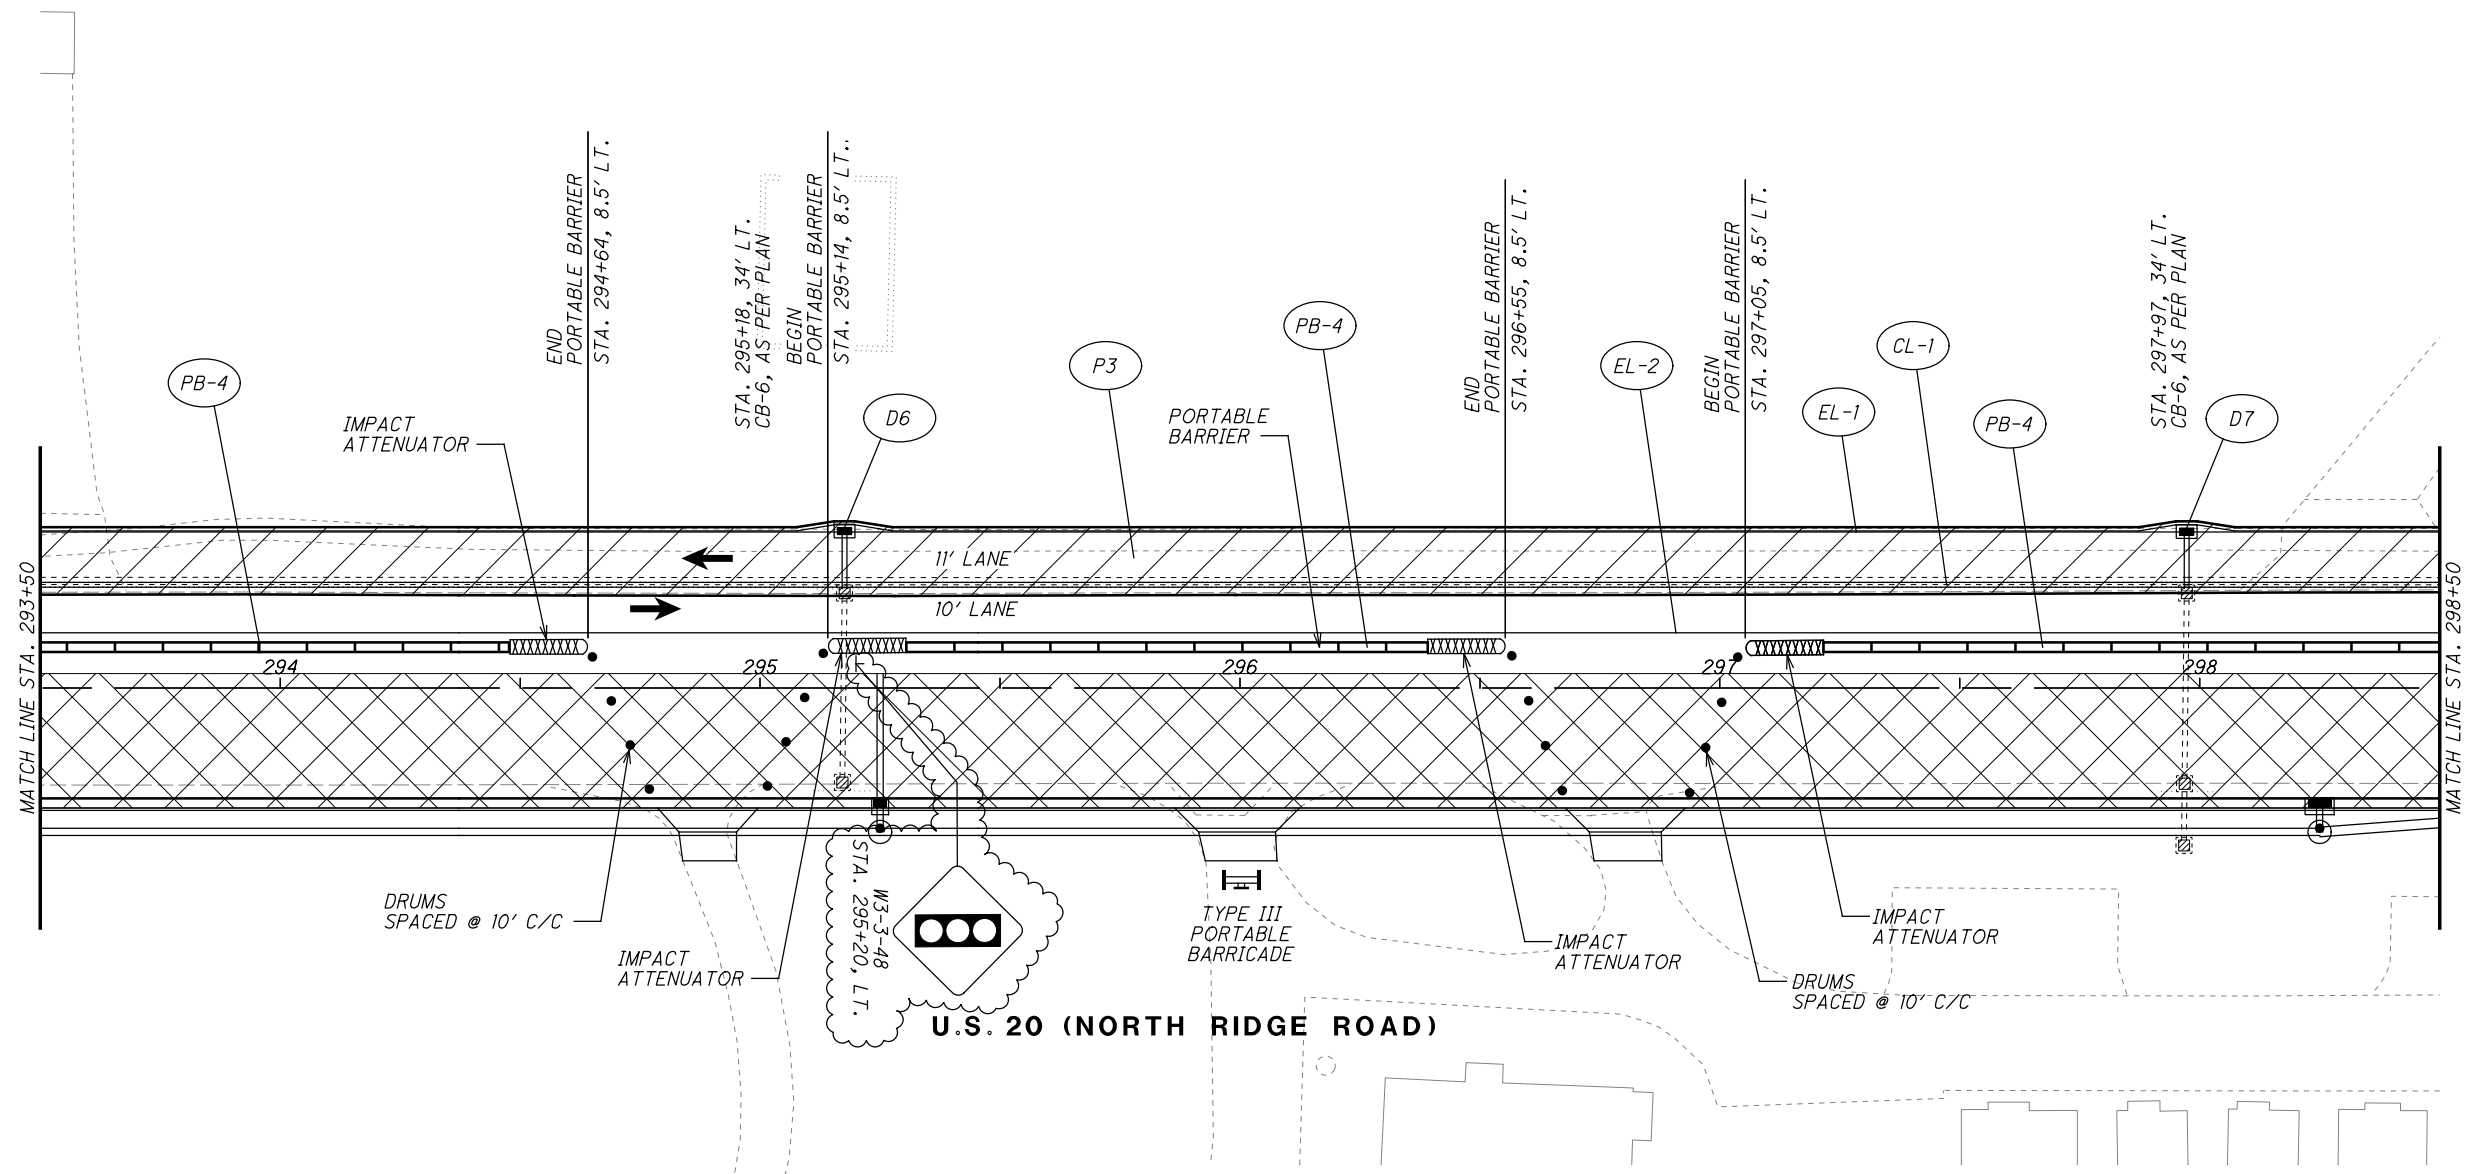 END
PORTABLE BARRIER
STA. 294+64, 8.5' LT.
STA. 295+18, 34' LT.
CB-6, AS PER PLAN
BEGIN
PORTABLE BARRIER
STA. 295+14, 8.5' LT.
END
PORTABLE BARRIER
STA. 296+55, 8.5' LT.
BEGIN
PORTABLE BARRIER
STA. 297+05, 8.5' LT.
STA. 297+97, 34' LT.
CB-6, AS PER PLAN
PB-4
IMPACT
ATTENUATOR
D6
P3
PORTABLE
BARRIER
PB-4
EL-2
EL-1
CL-1
PB-4
D7
MATCH LINE STA. 293+50
11' LANE
10' LANE
294
295
296
297
298
MATCH LINE STA. 298+50
DRUMS
SPACED @ 10' C/C
IMPACT
ATTENUATOR
W3-3-48
STA. 295+20, LT.
TYPE III
PORTABLE
BARRICADE
IMPACT
ATTENUATOR
IMPACT
ATTENUATOR
DRUMS
SPACED @ 10' C/C
U.S. 20 (NORTH RIDGE ROAD)